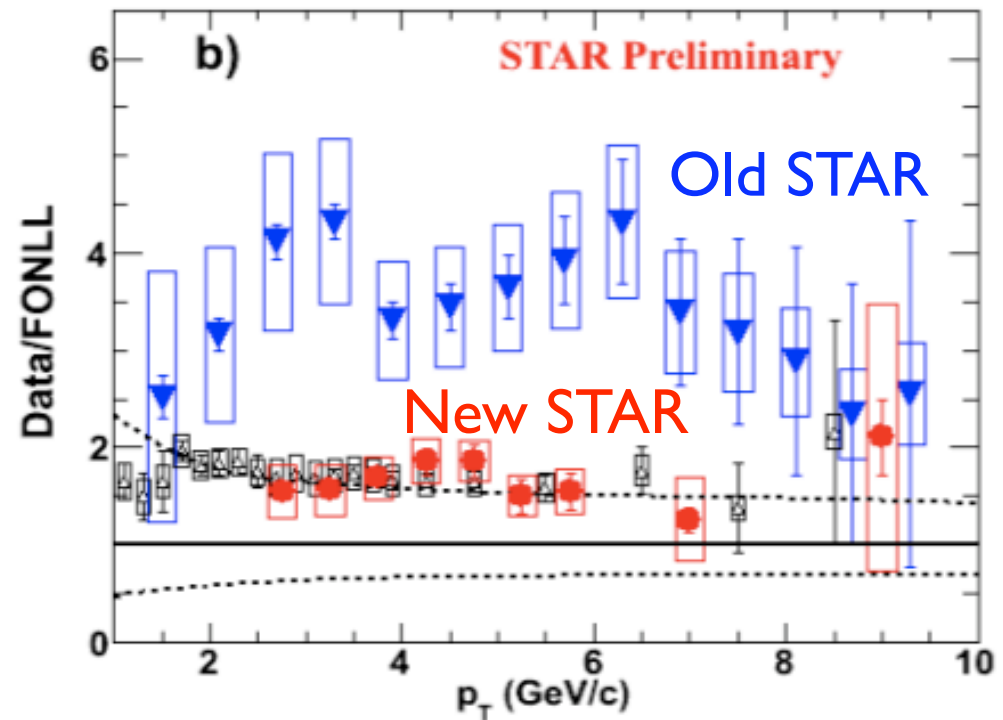 b)
STAR Preliminary
6
Old STAR
4
New STAR
2
0
Data/FONLL
2 4 6 8 10
p_T (GeV/c)